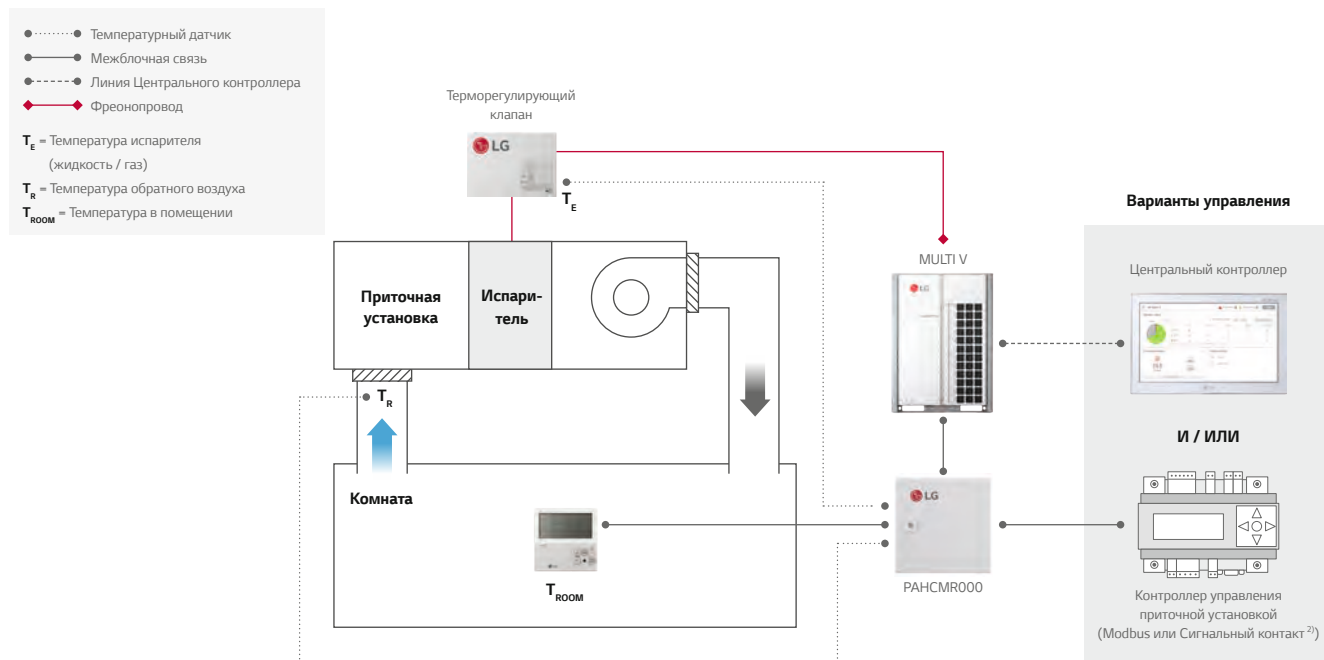 Температурный датчик
Межблочная связь
Линия Центрального контроллера
Фреонопровод
TE = Температура испарителя
(жидкость / газ)
TR = Температура обратного воздуха
TROOM = Температура в помещении
Терморегулирующий
клапан
LG
TE
Варианты управления
MULTI V
LG
Центральный контроллер
Приточная
установка
Испари-
тель
TR
И / ИЛИ
Комната
LG
TROOM
PAHCMR000
Контроллер управления
приточной установкой
(Modbus или Сигнальный контакт 2))